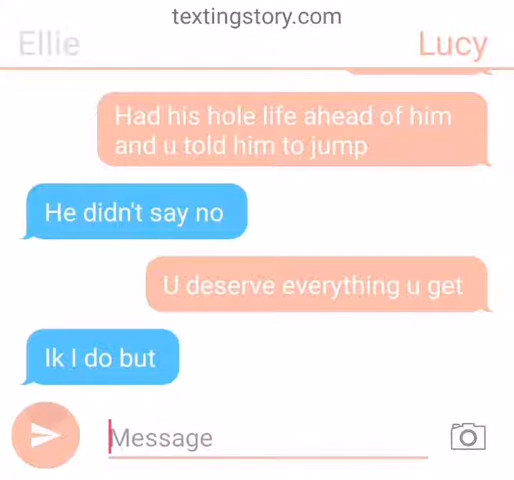 textingstory.com
Ellie
Lucy
Had his hole life ahead of him
and u told him to jump
He didn't say no
U deserve everything u get
Ik I do but
Message